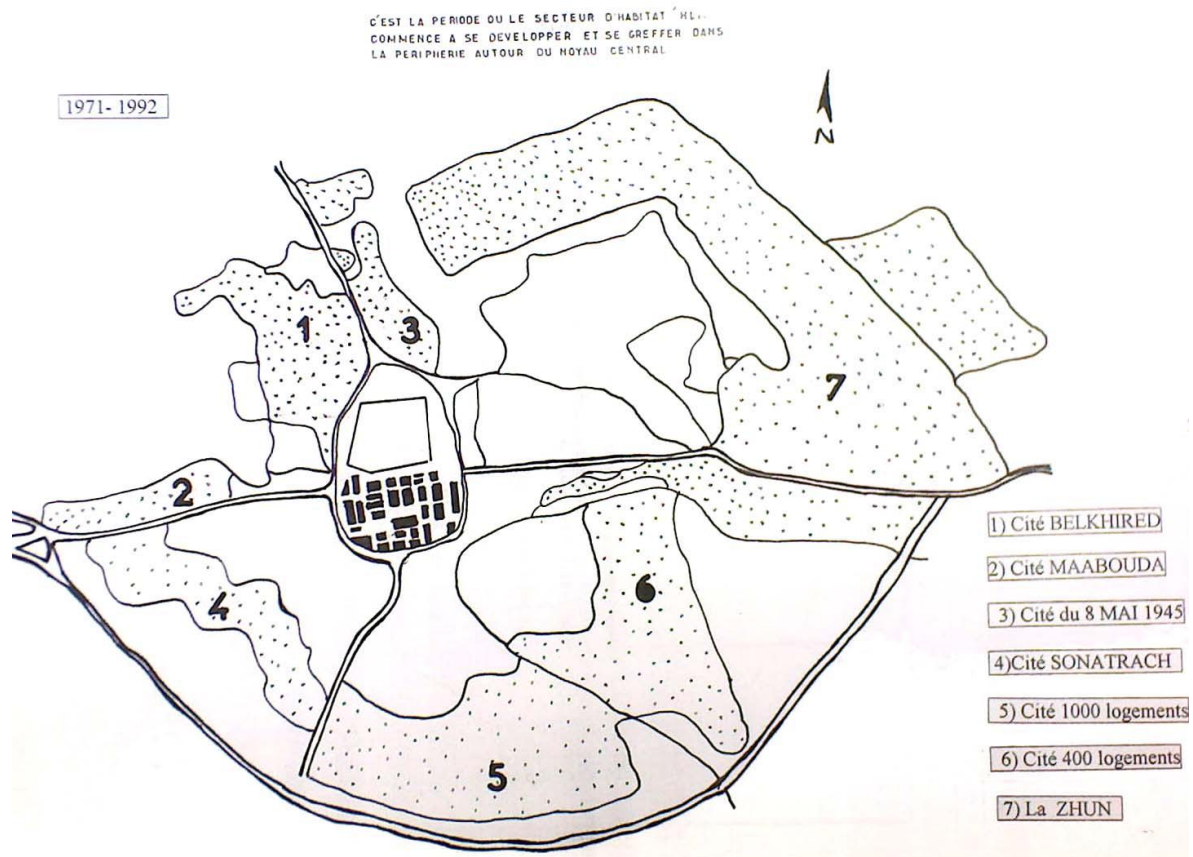 C'EST LA PERIODE OU LE SECTEUR D'HABITAT
COMMENCE A SE DEVELOPPER ET SE GREFFER DANS
LA PERIPHERIE AUTOUR DU NOYAU CENTRAL
1971- 1992
N
1
3
7
2
6
4
5
1) Cité BELKHIRED
2) Cité MAABOUDA
3) Cité du 8 MAI 1945
4)Cité SONATRACH
5) Cité 1000 logements
6) Cité 400 logements
7) La ZHUN